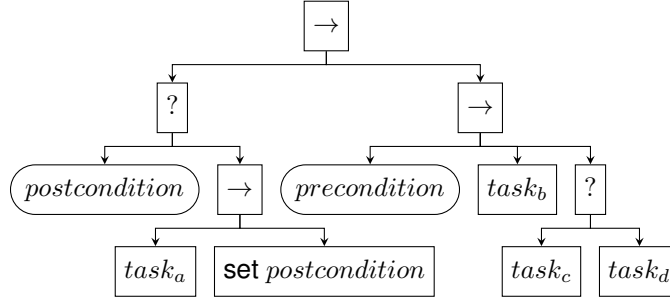 →
? →
postcondition → precondition task_b ?
task_a set postcondition task_c task_d